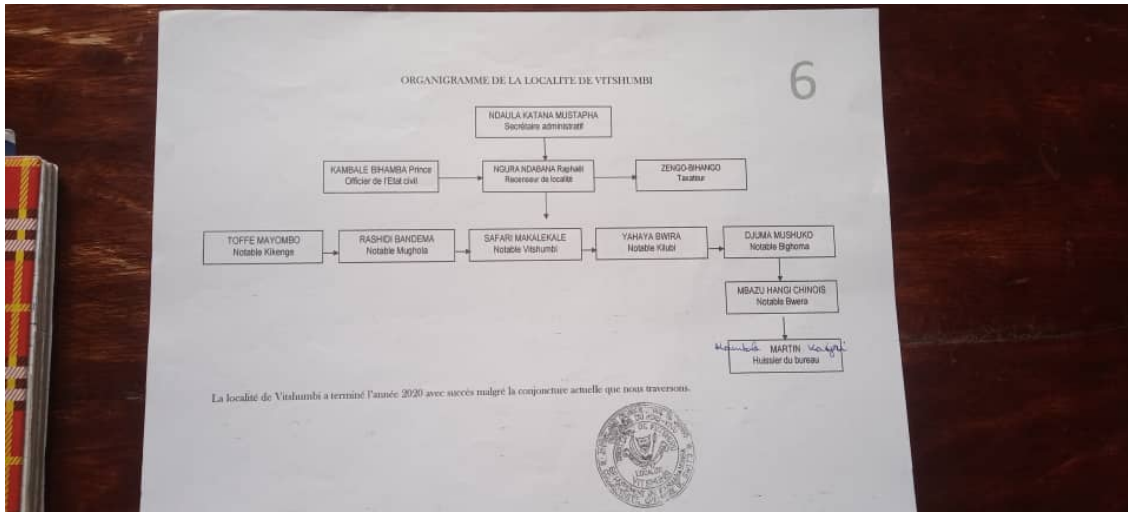 ORGANIGRAMME DE LA LOCALITE DE VITSHUMBI
6
NDAULA KATANA MUSTAPHA
Secrétaire administratif
KAMBALE BIHAMBA Prince
Officier de l'Etat civil
NGURA NDABANA Raphaël
Recenseur de localité
ZENGO-BIHANGO
Taxateur
TOFFE MAYOMBO
Notable Kikenge
RASHIDI BANDEMA
Notable Mughola
SAFARI MAKALEKALE
Notable Vitshumbi
YAHAYA BWIRA
Notable Kilubi
DJUMA MUSHUKO
Notable Bighoma
MBAZU HANGI CHINOIS
Notable Bwera
MARTIN
Huissier du bureau
La localité de Vitshumbi a terminé l'année 2020 avec succès malgré la conjoncture actuelle que nous traversons.
VITSHUMBI